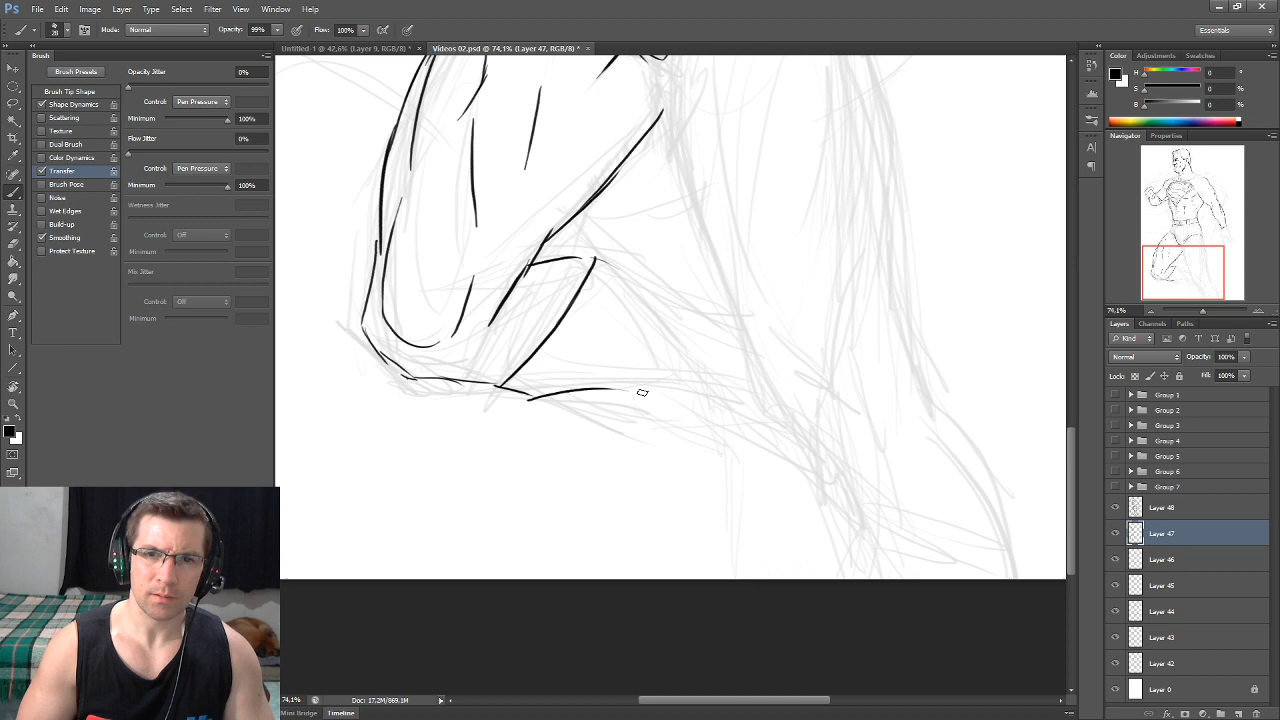 Ps File Edit Image Layer Type Select Filter View Window Help
28 Mode: Normal Opacity: 99% Flow: 100% Essentials
Untitled-1 @ 42,6% (Layer 9, RGB/8) * × Vídeos 02.psd @ 74,1% (Layer 47, RGB/8) * ×
Brush
Brush Presets
Brush Tip Shape
Shape Dynamics
Scattering
Texture
Dual Brush
Color Dynamics
Transfer
Brush Pose
Noise
Wet Edges
Build-up
Smoothing
Protect Texture
Opacity Jitter 0%
Control: Pen Pressure
Minimum 100%
Flow Jitter 0%
Control: Pen Pressure
Minimum 100%
Wetness Jitter
Control: Off
Minimum
Mix Jitter
Control: Off
Minimum
Color Adjustments Swatches
H 0 °
S 0 %
B 0 %
Navigator Properties
74,1%
Layers Channels Paths
Kind
Normal Opacity: 100%
Lock: Fill: 100%
Group 1
Group 2
Group 3
Group 4
Group 5
Group 6
Group 7
Layer 48
Layer 47
Layer 46
Layer 45
Layer 44
Layer 43
Layer 42
Layer 0
74,1% Doc: 17,2M/669,1M
Mini Bridge Timeline